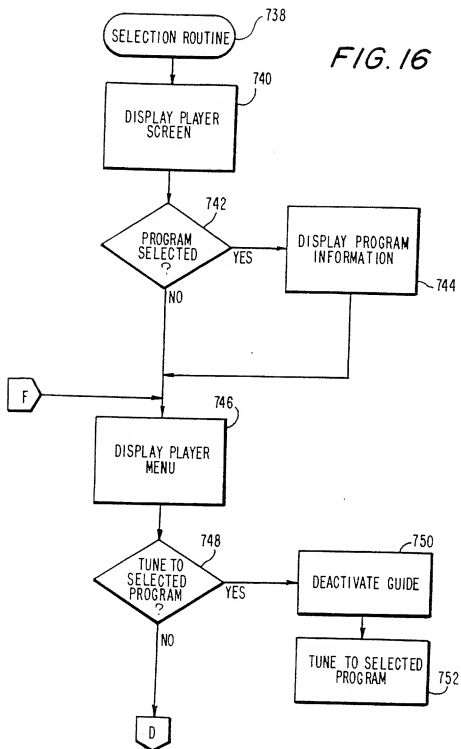 FIG. 16
SELECTION ROUTINE
738
740
DISPLAY PLAYER
SCREEN
742
PROGRAM
SELECTED
?
YES
NO
DISPLAY PROGRAM
INFORMATION
744
F
746
DISPLAY PLAYER
MENU
748
TUNE TO
SELECTED
PROGRAM
?
YES
NO
750
DEACTIVATE GUIDE
TUNE TO SELECTED
PROGRAM
752
D